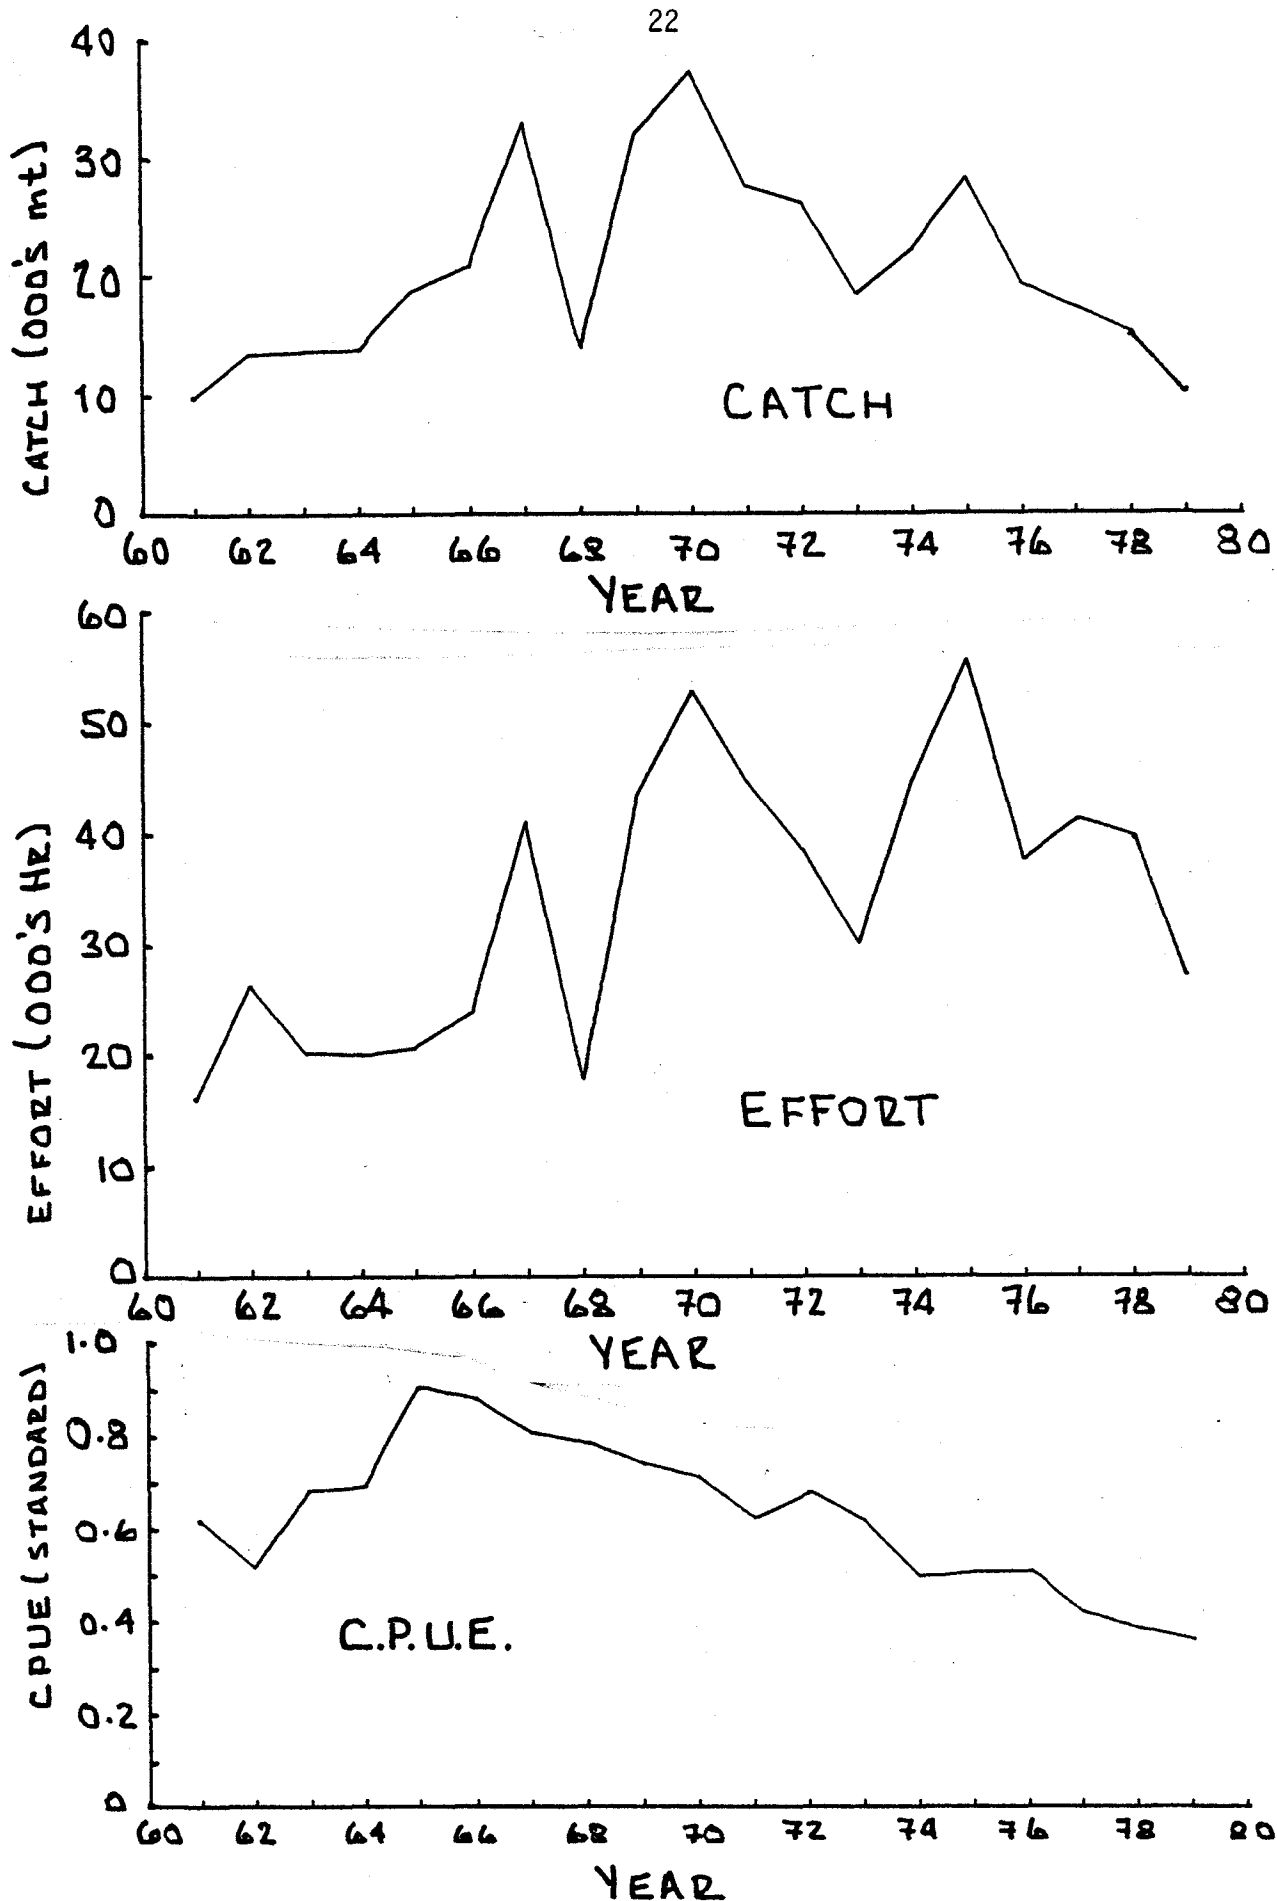 22
CATCH (000's mt)
40
30
20
10
0
CATCH
60 62 64 66 68 70 72 74 76 78 80
YEAR
EFFORT (000's HR)
60
50
40
30
20
10
0
EFFORT
60 62 64 66 68 70 72 74 76 78 80
YEAR
CPUE (STANDARD)
1.0
0.8
0.6
0.4
0.2
0
C.P.U.E.
60 62 64 66 68 70 72 74 76 78 80
YEAR